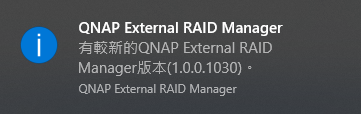 QNAP External RAID Manager
有較新的QNAP External RAID
Manager版本(1.0.0.1030)。
QNAP External RAID Manager